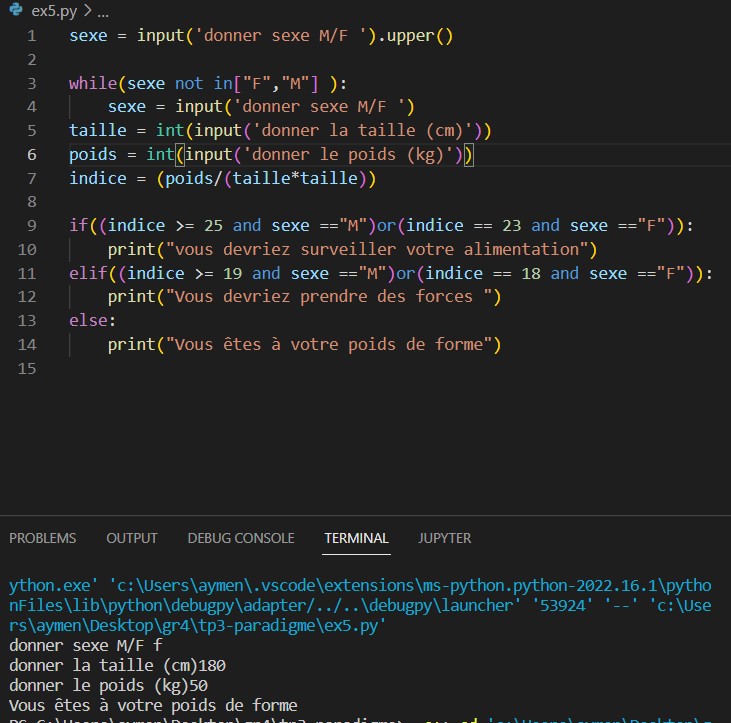 ex5.py > ...
1 sexe = input('donner sexe M/F ').upper()
2
3 while(sexe not in["F","M"] ):
4 sexe = input('donner sexe M/F ')
5 taille = int(input('donner la taille (cm)'))
6 poids = int(input('donner le poids (kg)'))
7 indice = (poids/(taille*taille))
8
9 if((indice >= 25 and sexe =="M")or(indice == 23 and sexe =="F")):
10 print("vous devriez surveiller votre alimentation")
11 elif((indice >= 19 and sexe =="M")or(indice == 18 and sexe =="F")):
12 print("Vous devriez prendre des forces ")
13 else:
14 print("Vous êtes à votre poids de forme")
15
PROBLEMS OUTPUT DEBUG CONSOLE TERMINAL JUPYTER
ython.exe' 'c:\Users\aymen\.vscode\extensions\ms-python.python-2022.16.1\pytho
nFiles\lib\python\debugpy\adapter/../..\debugpy\launcher' '53924' '--' 'c:\Use
rs\aymen\Desktop\gr4\tp3-paradigme\ex5.py'
donner sexe M/F f
donner la taille (cm)180
donner le poids (kg)50
Vous êtes à votre poids de forme